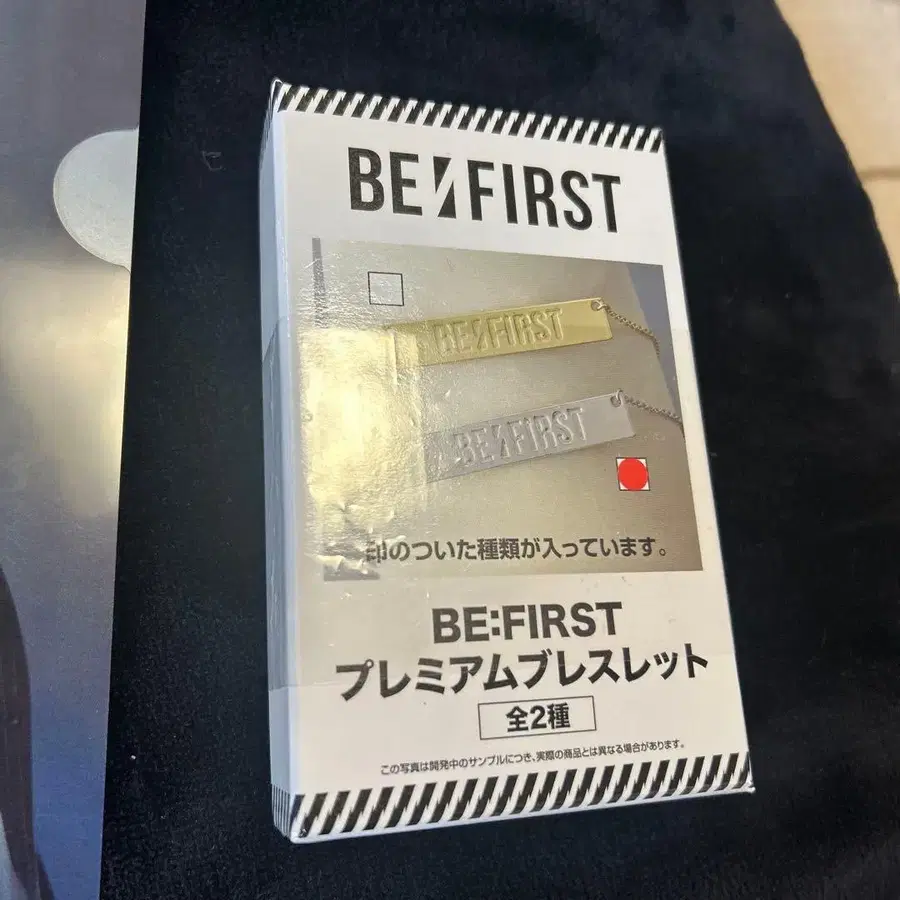 BE:FIRST
BE:FIRST
BE:FIRST
印のついた種類が入っています。
BE:FIRST
プレミアムブレスレット
全2種
この写真は開発中のサンプルにつき、実際の商品とは異なる場合があります。